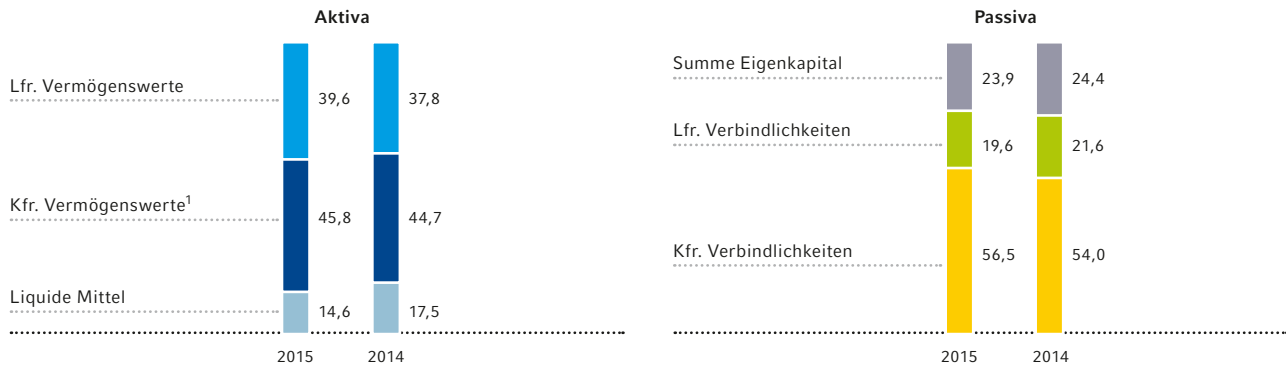 Aktiva
Lfr. Vermögenswerte
39,6
37,8
Kfr. Vermögenswerte1
45,8
44,7
Liquide Mittel
14,6
17,5
2015
2014
Passiva
Summe Eigenkapital
23,9
24,4
Lfr. Verbindlichkeiten
19,6
21,6
Kfr. Verbindlichkeiten
56,5
54,0
2015
2014